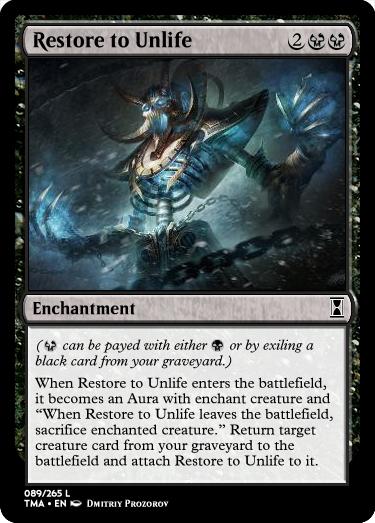 Restore to Unlife 2
Enchantment
( can be payed with either or by exiling a
black card from your graveyard.)
When Restore to Unlife enters the battlefield,
it becomes an Aura with enchant creature and
“When Restore to Unlife leaves the battlefield,
sacrifice enchanted creature.” Return target
creature card from your graveyard to the
battlefield and attach Restore to Unlife to it.
089/265 L
TMA • EN Dmitriy Prozorov